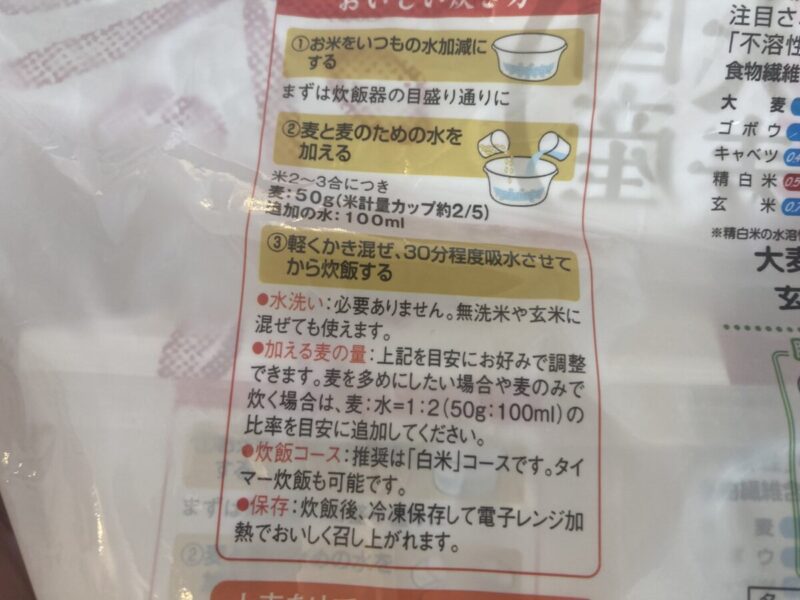 おいしい炊き方
①お米をいつもの水加減に
する
まずは炊飯器の目盛り通りに
②麦と麦のための水を
加える
米2〜3合につき
麦:50g(米計量カップ約2/5)
追加の水:100ml
③軽くかき混ぜ、30分程度吸水させて
から炊飯する
●水洗い:必要ありません。無洗米や玄米に
混ぜても使えます。
●加える麦の量:上記を目安にお好みで調整
できます。麦を多めにしたい場合や麦のみで
炊く場合は、麦:水=1:2(50g:100ml)の
比率を目安に追加してください。
●炊飯コース:推奨は「白米」コースです。タイ
マー炊飯も可能です。
●保存:炊飯後、冷凍保存して電子レンジ加
熱でおいしく召し上がれます。
注目さ
「不溶性
食物繊維
大麦
ゴボウ
キャベツ 0.4
精白米 0.5
玄米 0.7
※精白米の水溶性
大麦
玄
国産